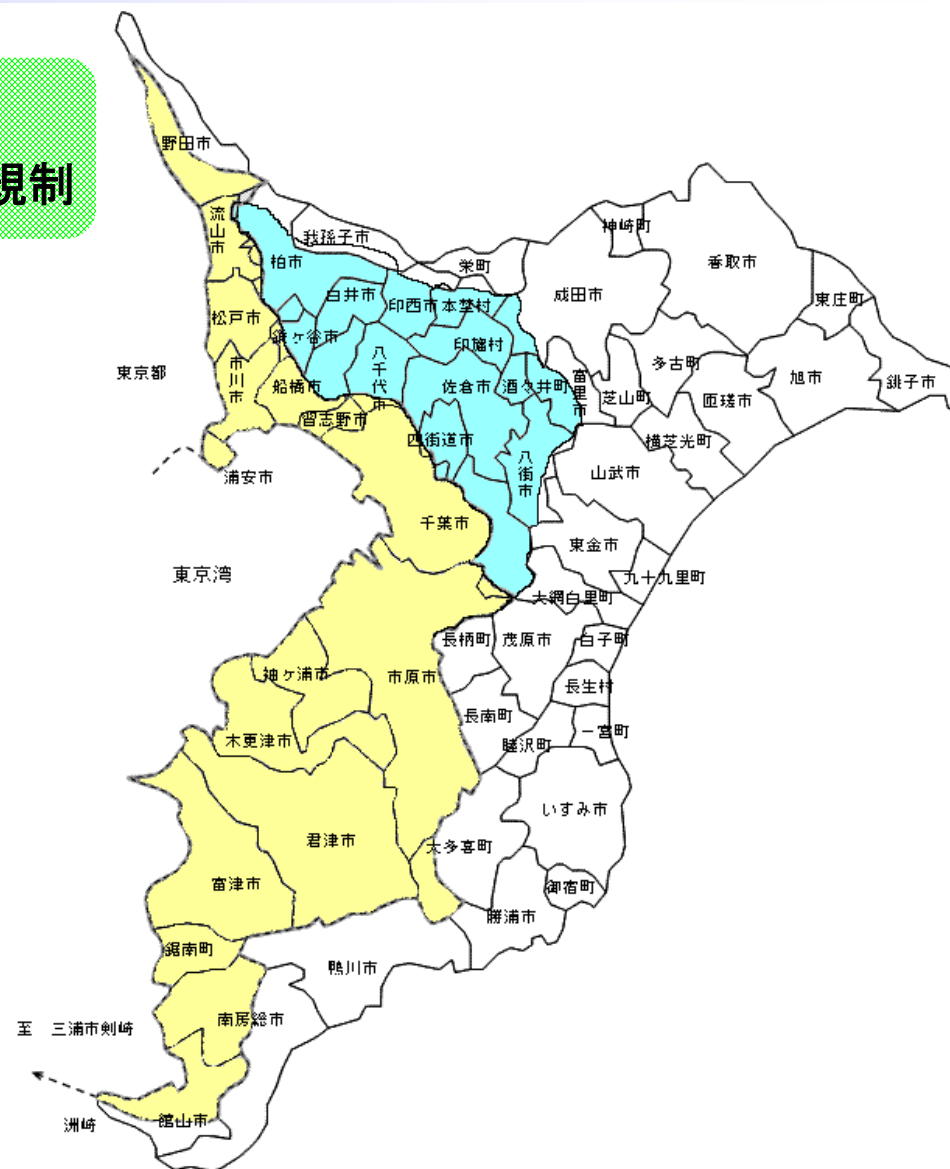 規制
野田市
流山市
我孫子市
柏市
栄町
神崎町
香取市
成田市
東庄町
白井市
印西市
本埜村
松戸市
鎌ヶ谷市
印旛村
八千代市
多古町
銚子市
旭市
東京都
市川市
船橋市
佐倉市
酒々井町
富里市
芝山町
匝瑳市
習志野市
四街道市
横芝光町
浦安市
八街市
山武市
千葉市
東金市
東京湾
九十九里町
大網白里町
長柄町
茂原市
白子町
袖ヶ浦市
市原市
長生村
長南町
木更津市
睦沢町
一宮町
いすみ市
君津市
大多喜町
富津市
御宿町
勝浦市
鋸南町
鴨川市
南房総市
至 三浦市剣崎
洲崎
館山市